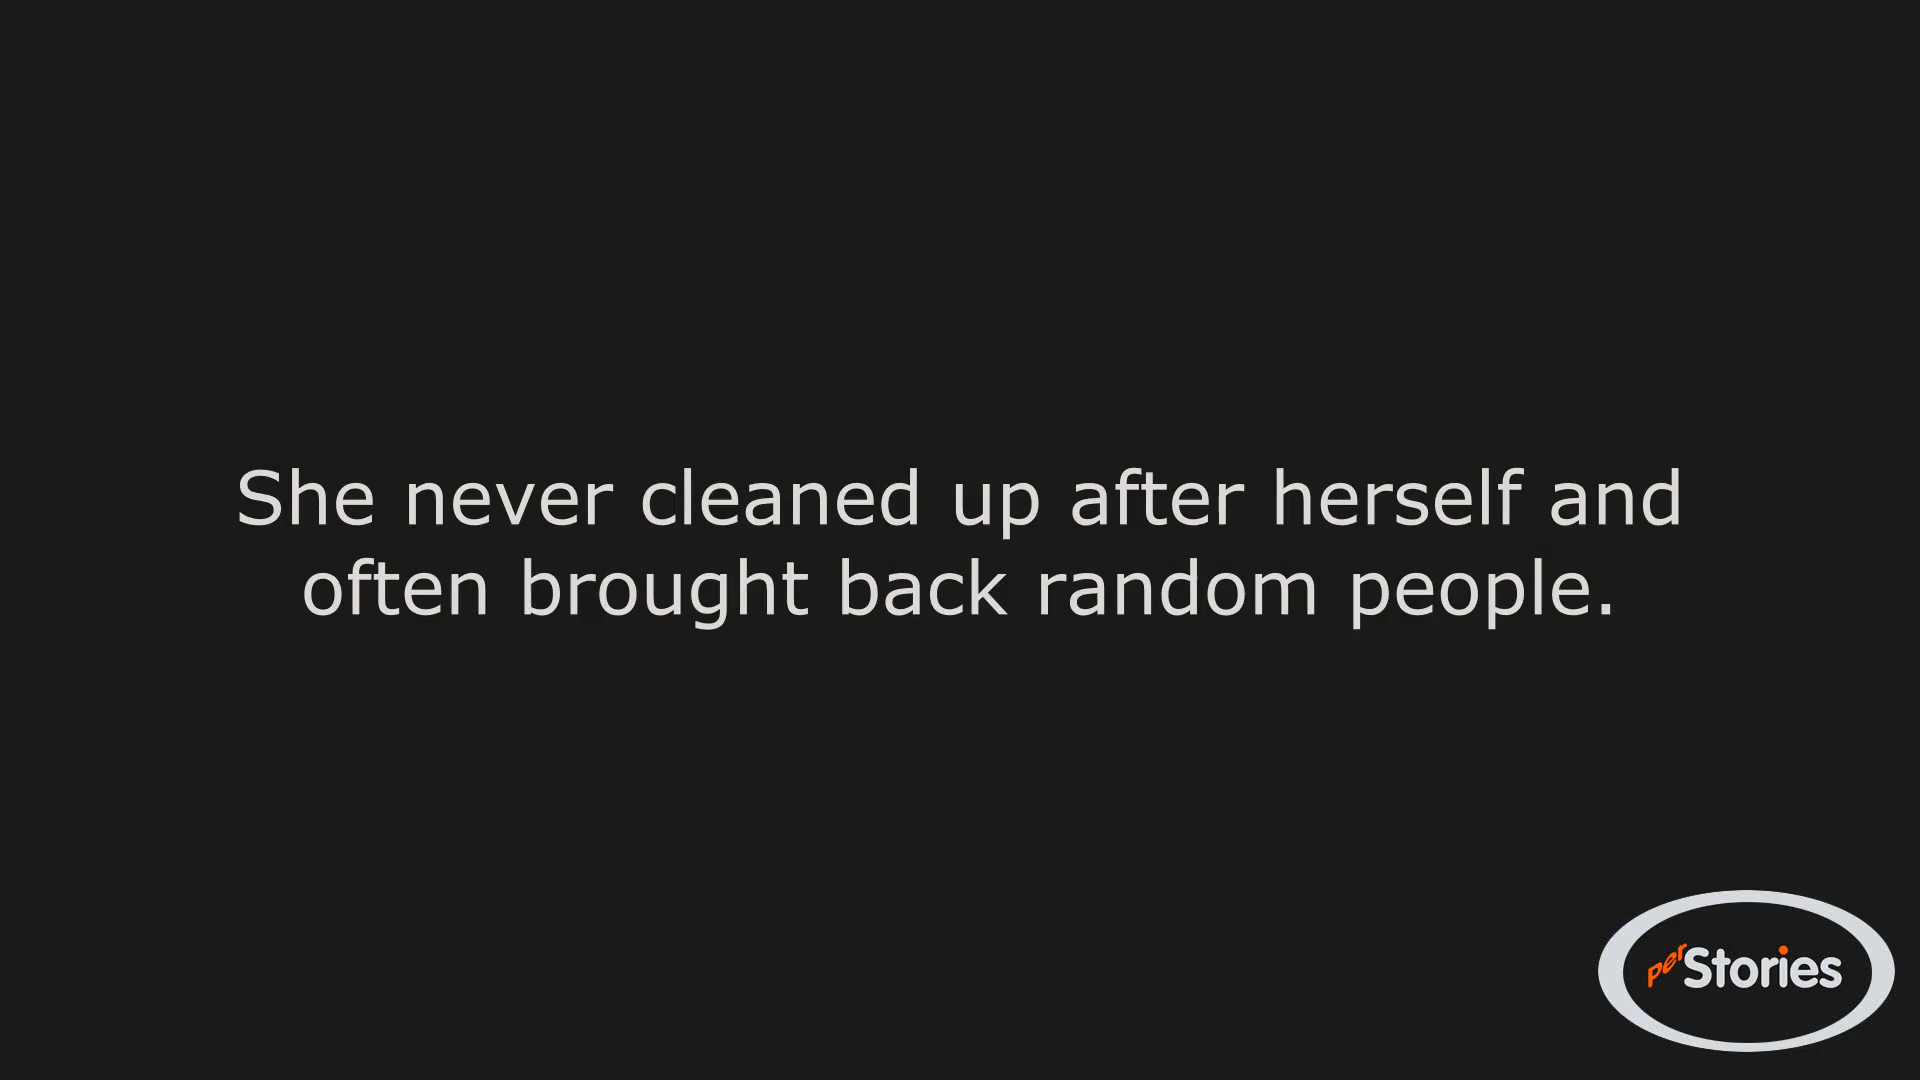 She never cleaned up after herself and
often brought back random people.
perStories